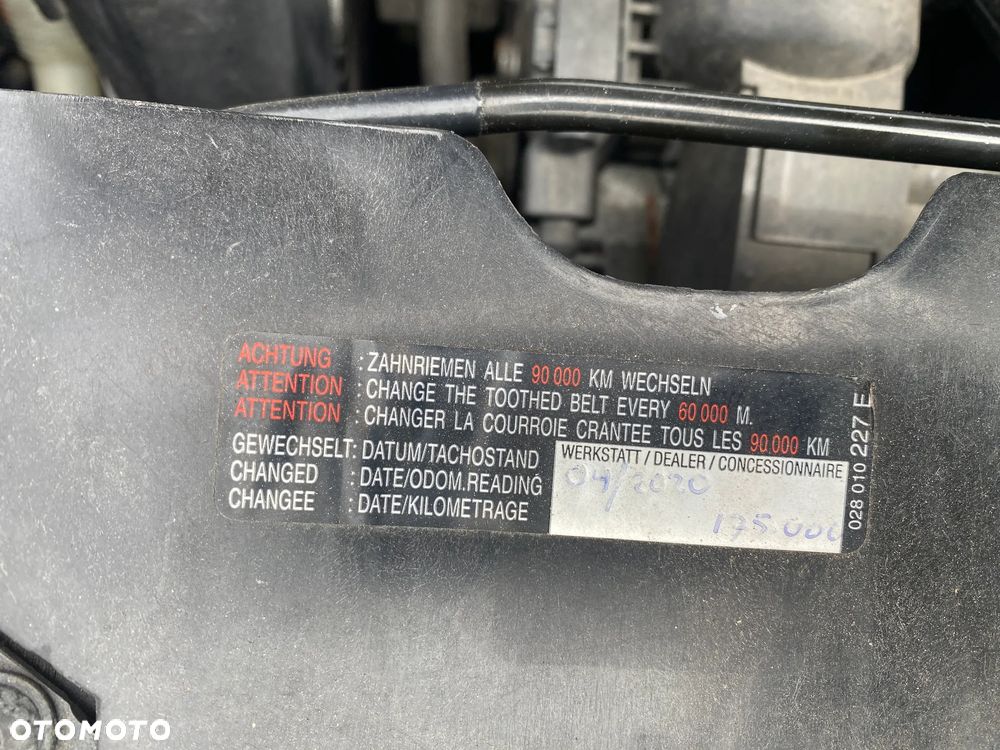 ACHTUNG : ZAHNRIEMEN ALLE 90 000 KM WECHSELN
ATTENTION : CHANGE THE TOOTHED BELT EVERY 60 000 M.
ATTENTION : CHANGER LA COURROIE CRANTEE TOUS LES 90 000 KM
GEWECHSELT: DATUM/TACHOSTAND
CHANGED : DATE/ODOM.READING
CHANGEE : DATE/KILOMETRAGE
WERKSTATT / DEALER / CONCESSIONNAIRE
04/2020
175.000
028 010 227 E
OTOMOTO